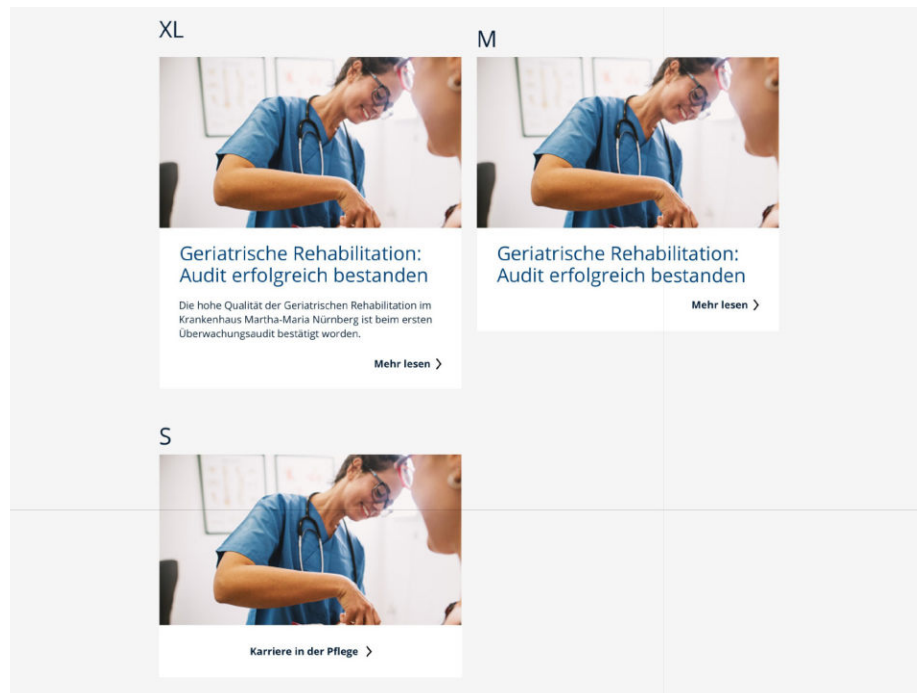 XL
Geriatrische Rehabilitation:
Audit erfolgreich bestanden
Die hohe Qualität der Geriatrischen Rehabilitation im
Krankenhaus Martha-Maria Nürnberg ist beim ersten
Überwachungsaudit bestätigt worden.
Mehr lesen
M
Geriatrische Rehabilitation:
Audit erfolgreich bestanden
Mehr lesen
S
Karriere in der Pflege